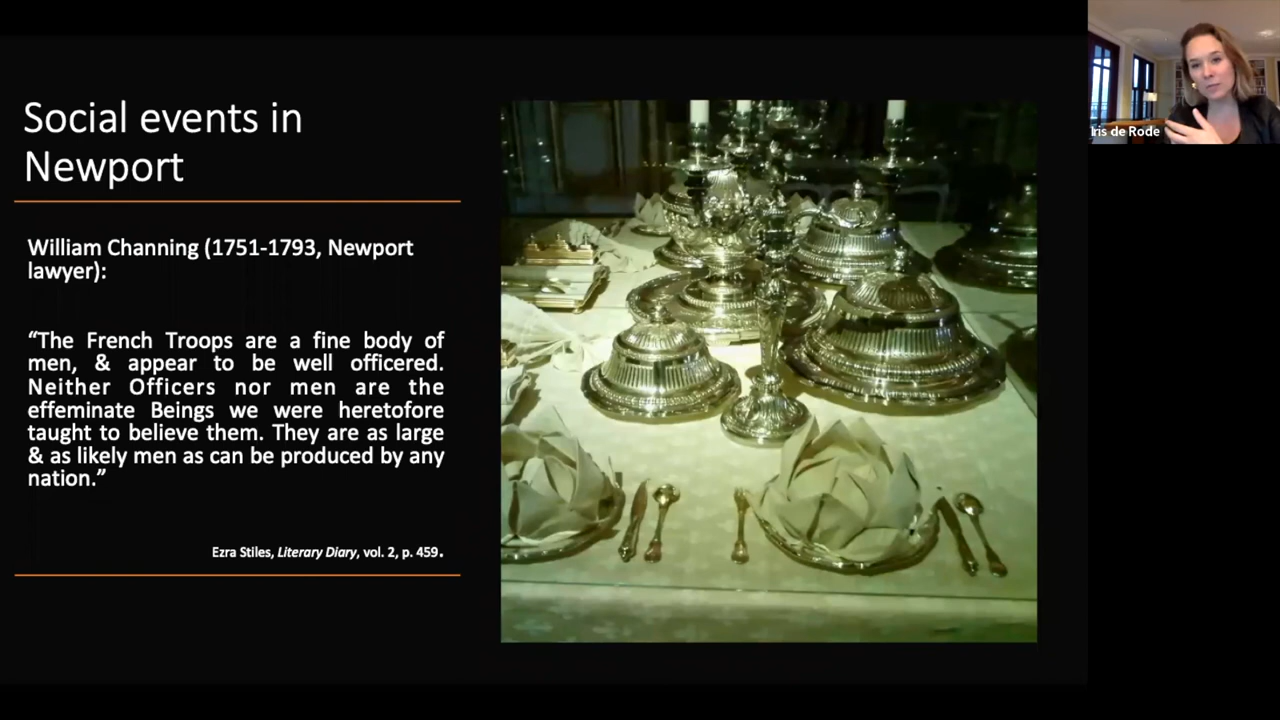 Social events in
Newport
William Channing (1751-1793, Newport
lawyer):
“The French Troops are a fine body of
men, & appear to be well officered.
Neither Officers nor men are the
effeminate Beings we were heretofore
taught to believe them. They are as large
& as likely men as can be produced by any
nation.”
Ezra Stiles, Literary Diary, vol. 2, p. 459.
Iris de Rode